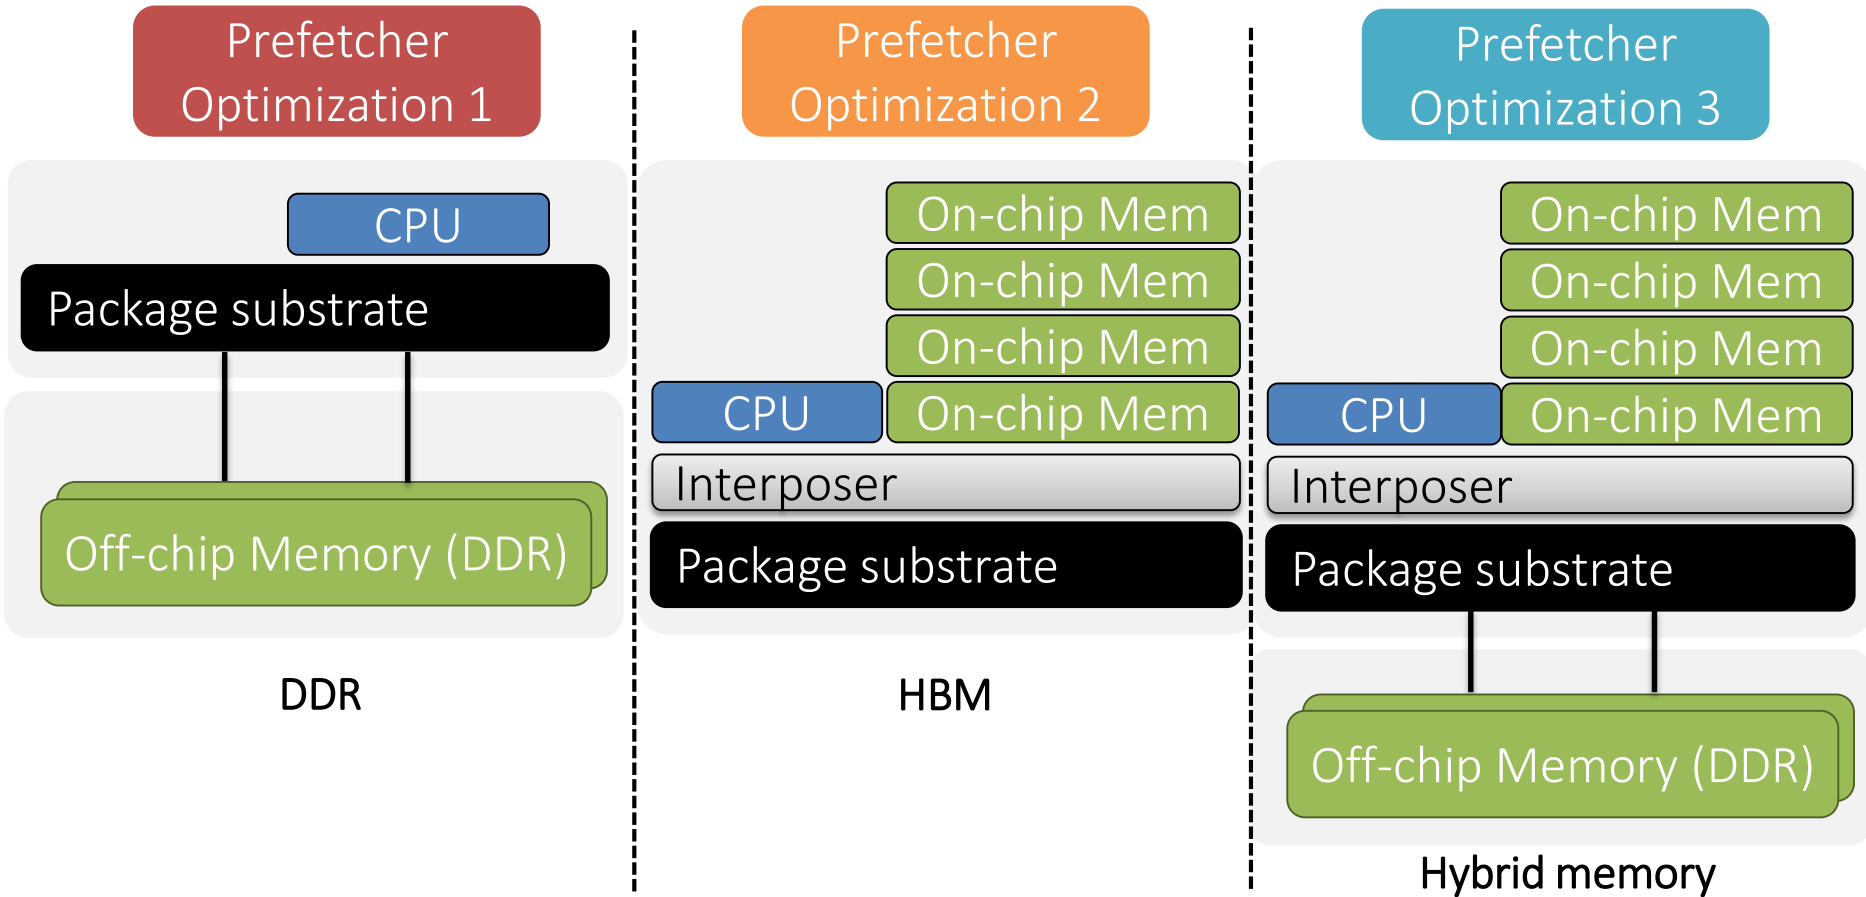 Prefetcher
Optimization 1
CPU
Package substrate
Off-chip Memory (DDR)
DDR
Prefetcher
Optimization 2
On-chip Mem
On-chip Mem
On-chip Mem
CPU
On-chip Mem
Interposer
Package substrate
HBM
Prefetcher
Optimization 3
On-chip Mem
On-chip Mem
On-chip Mem
CPU
On-chip Mem
Interposer
Package substrate
Off-chip Memory (DDR)
Hybrid memory